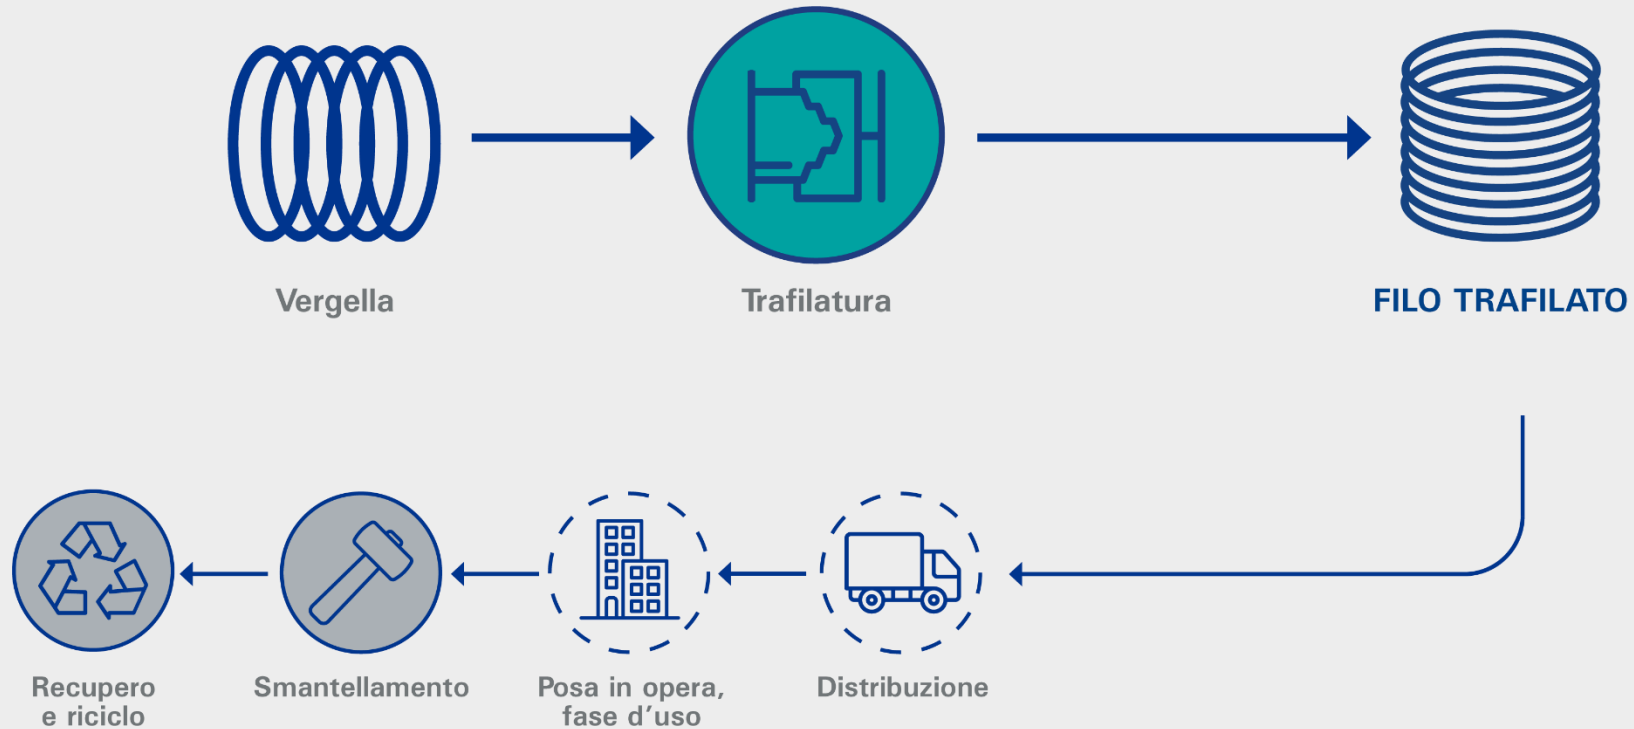 Vergella
Trafilatura
FILO TRAFILATO
Recupero
e riciclo
Smantellamento
Posa in opera,
fase d'uso
Distribuzione